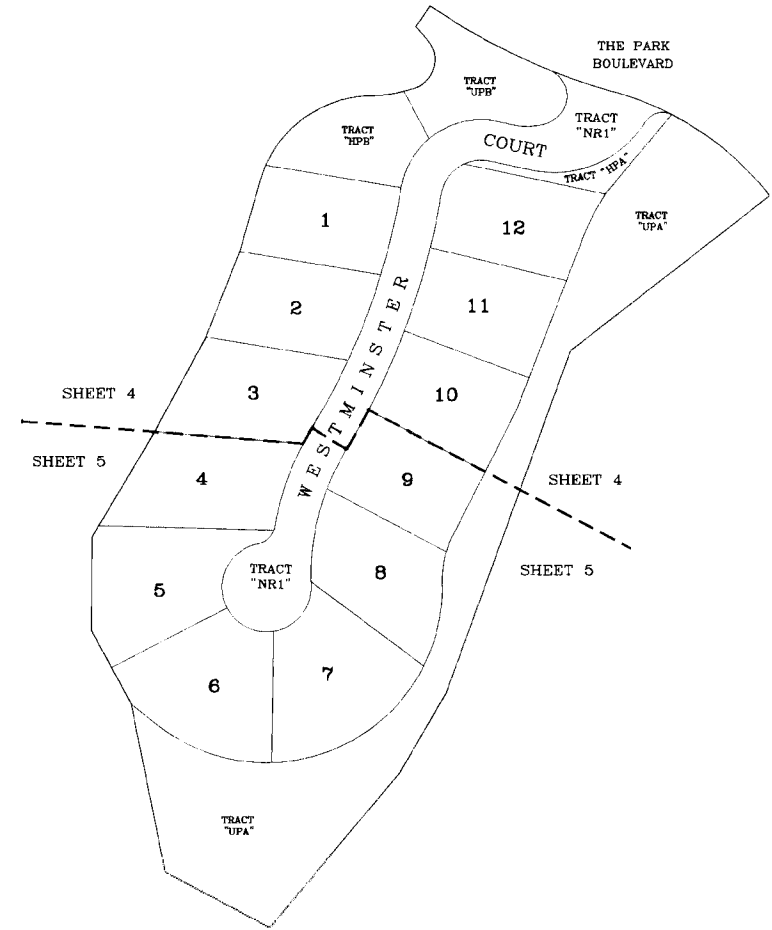 THE PARK
BOULEVARD
TRACT
"UPB"
TRACT
"NR1"
TRACT
"HPB"
COURT
TRACT "HPA"
TRACT
"UPA"
1
12
2
11
WESTMINSTER
3
10
SHEET 4
SHEET 5
4
9
SHEET 4
SHEET 5
TRACT
"NR1"
5
8
6
7
TRACT
"UPA"